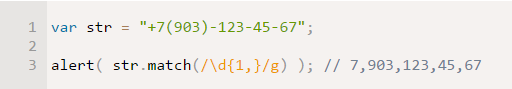 1 var str = "+7(903)-123-45-67";
2
3 alert( str.match(/\d{1,}/g) ); // 7,903,123,45,67